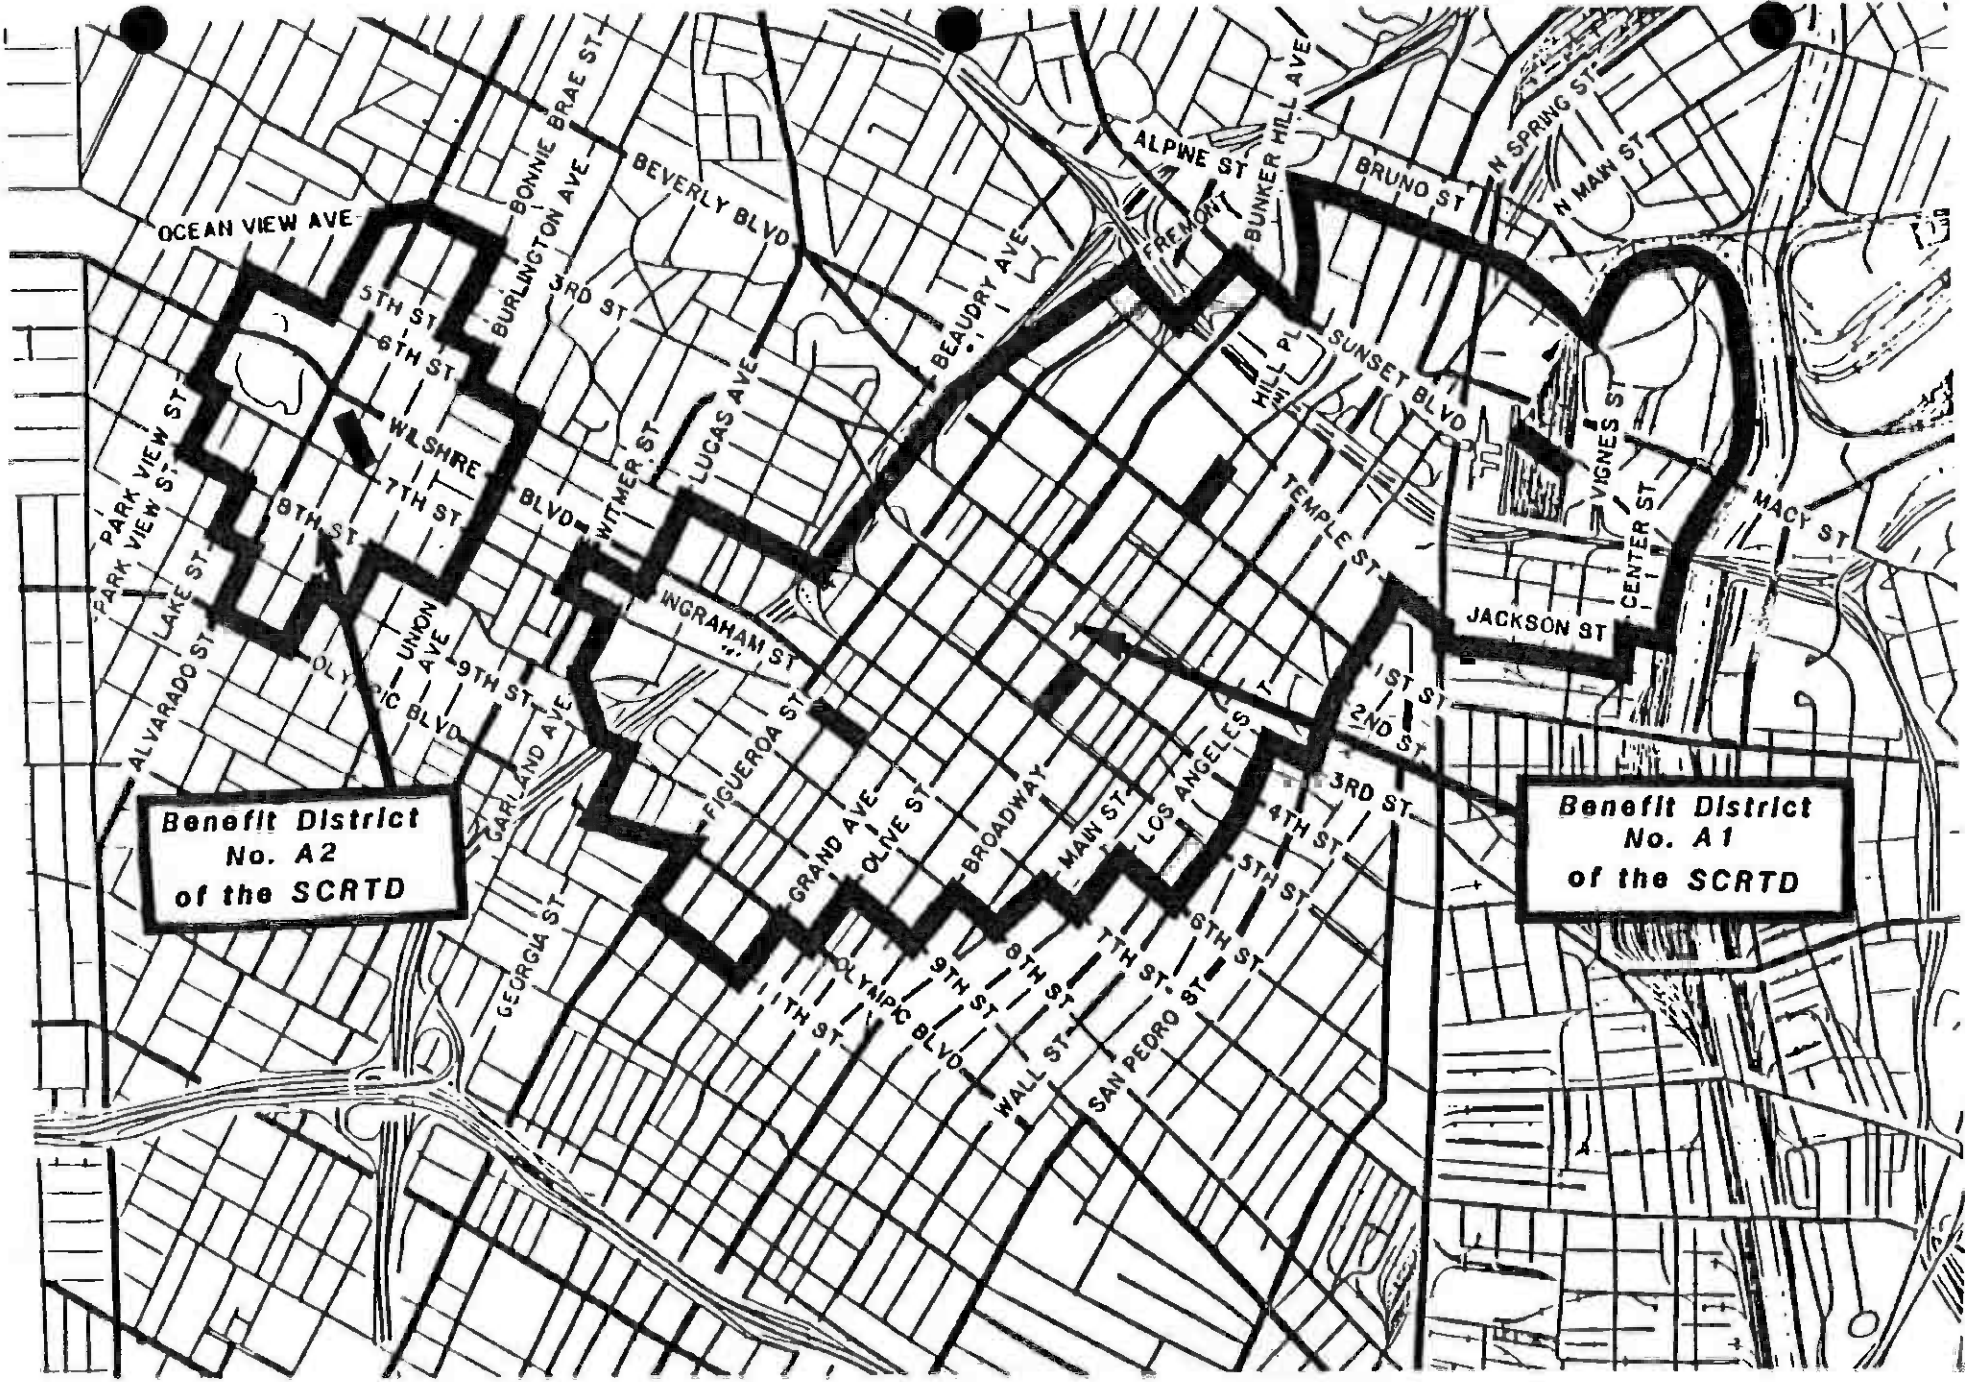 BONNIE BRAE ST
BUNKER HILL AVE
N SPRING ST
N MAIN ST
ALPINE ST
BRUNO ST
BEVERLY BLVD
BURLINGTON AVE
OCEAN VIEW AVE
FREMONT
BEAUDRY AVE
3RD ST
5TH ST
6TH ST
HILL PL
SUNSET BLVD
LUCAS AVE
WILSHIRE
BLVD
PARK VIEW ST
PARK VIEW ST
WITMER ST
VIGNES ST
7TH ST
8TH ST
TEMPLE ST
CENTER ST
MACY ST
LAKE ST
INGRAHAM ST
JACKSON ST
UNION
AVE
9TH ST
OLYMPIC BLVD
ALVARADO ST
GARLAND AVE
FIGUEROA ST
1ST ST
2ND ST
LOS ANGELES ST
3RD ST
4TH ST
Benefit District
No. A2
of the SCRTD
Benefit District
No. A1
of the SCRTD
GRAND AVE
OLIVE ST
BROADWAY
MAIN ST
5TH ST
6TH ST
7TH ST
8TH ST
9TH ST
OLYMPIC BLVD
11TH ST
GEORGIA ST
WALL ST
SAN PEDRO ST